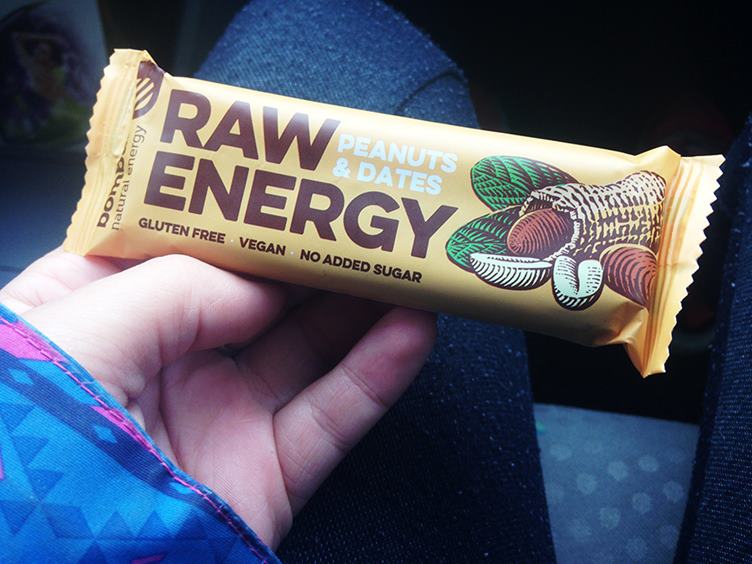 natural energy
RAW
ENERGY
PEANUTS
& DATES
GLUTEN FREE · VEGAN · NO ADDED SUGAR